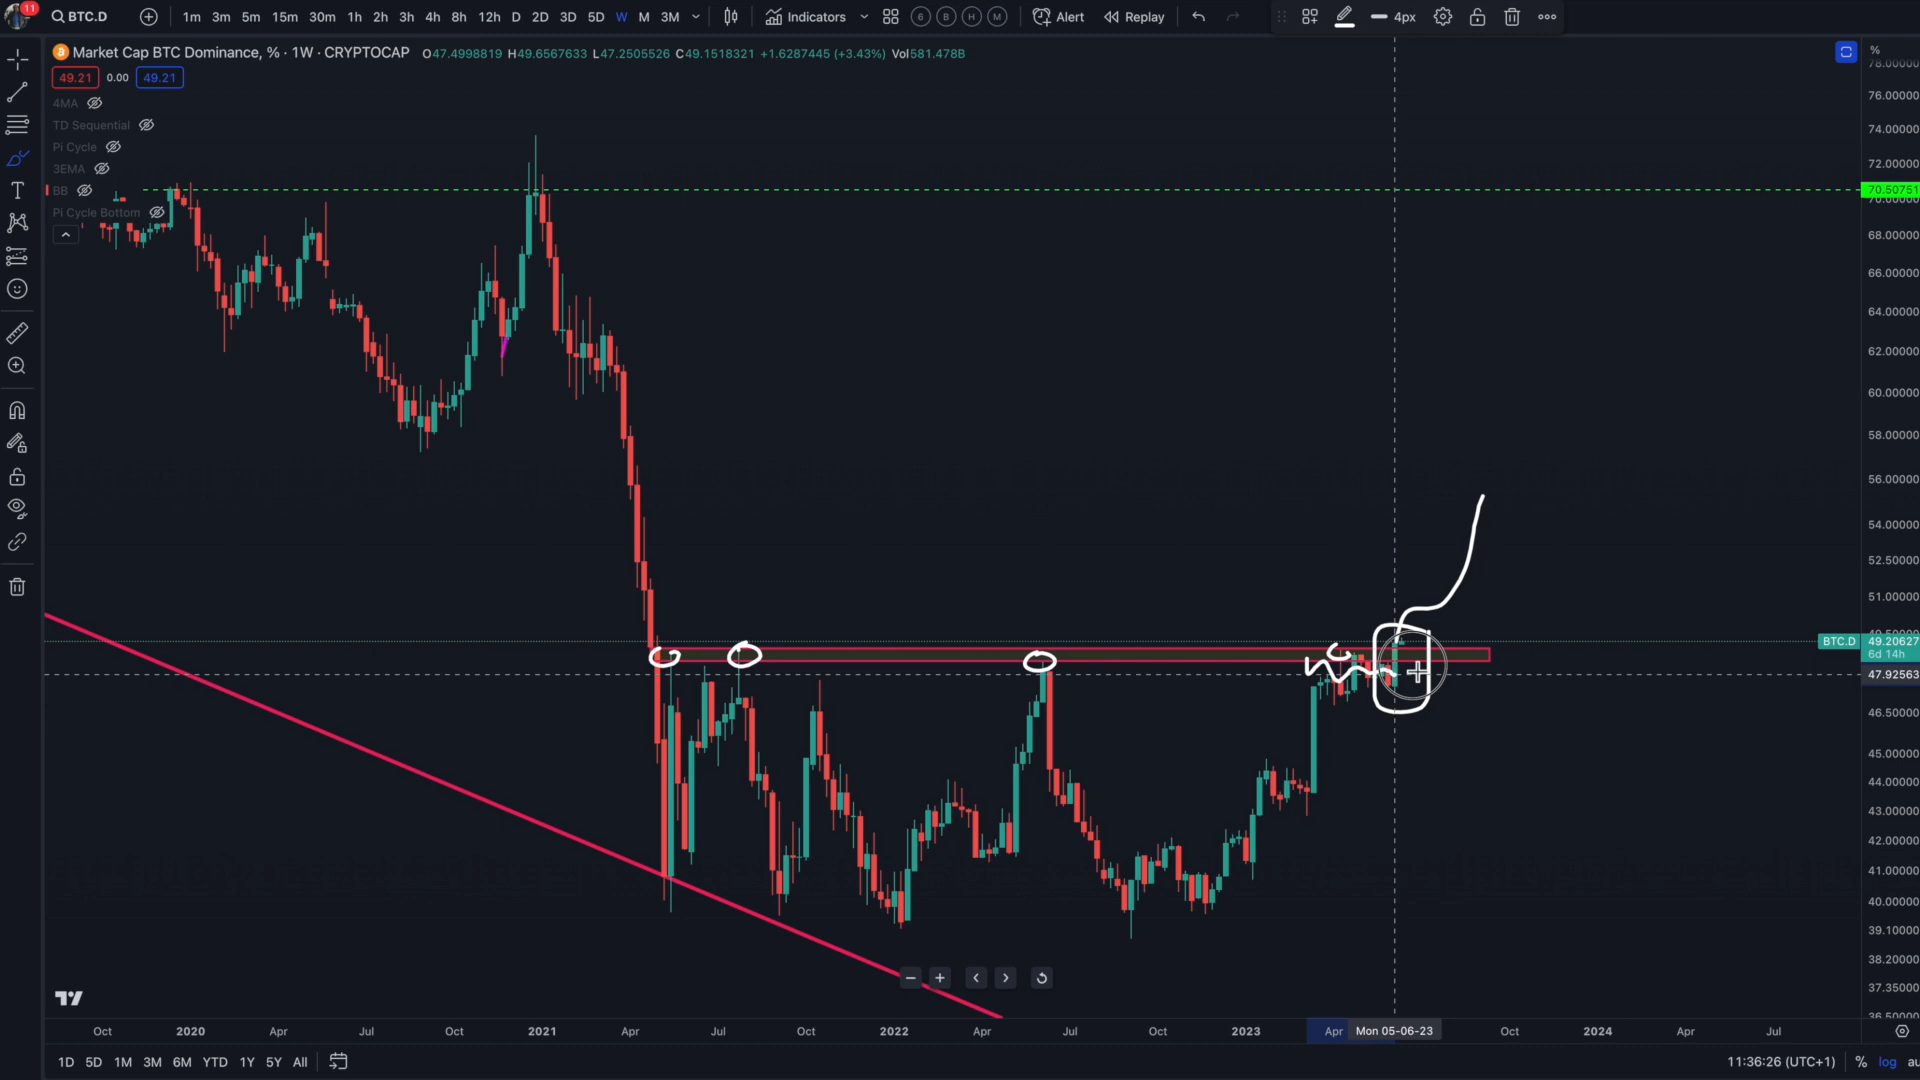 11
BTC.D
1m 3m 5m 15m 30m 1h 2h 3h 4h 8h 12h D 2D 3D 5D W M 3M
Indicators
6 B H M
Alert
Replay
4px
Market Cap BTC Dominance, % · 1W · CRYPTOCAP O47.4998819 H49.6567633 L47.2505526 C49.1518321 +1.6287445 (+3.43%) Vol581.478B
49.21 0.00 49.21
4MA
TD Sequential
Pi Cycle
3EMA
BB
Pi Cycle Bottom
%
78.00000
76.00000
74.00000
72.00000
70.50751
70.00000
68.00000
66.00000
64.00000
62.00000
60.00000
58.00000
56.00000
54.00000
52.50000
51.00000
BTC.D 49.20627
6d 14h
47.92563
46.50000
45.00000
44.00000
43.00000
42.00000
41.00000
40.00000
39.10000
38.20000
37.35000
36.50000
Oct 2020 Apr Jul Oct 2021 Apr Jul Oct 2022 Apr Jul Oct 2023 Apr Mon 05-06-23 Oct 2024 Apr Jul
1D 5D 1M 3M 6M YTD 1Y 5Y All
11:36:26 (UTC+1) % log